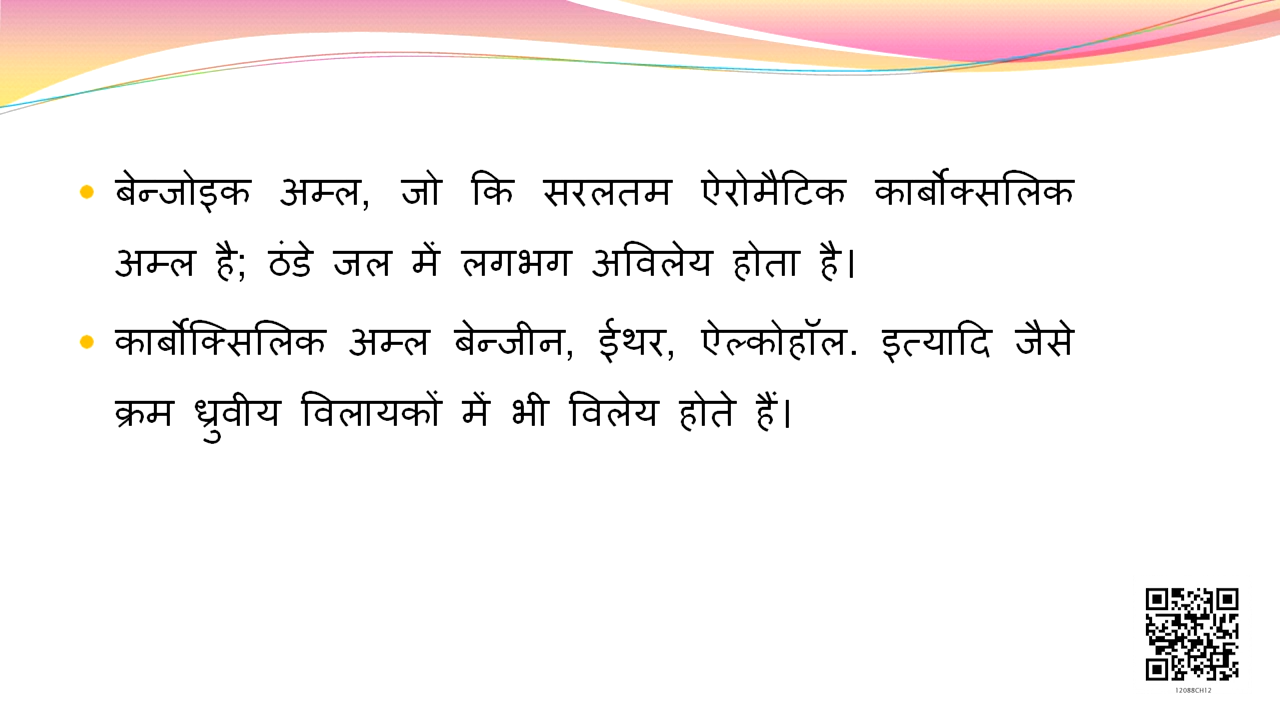 बेन्जोइक अम्ल, जो कि सरलतम ऐरोमैटिक कार्बोक्सलिक
अम्ल है; ठंडे जल में लगभग अविलेय होता है।
कार्बोक्सिलिक अम्ल बेन्जीन, ईथर, ऐल्कोहॉल. इत्यादि जैसे
क्रम ध्रुवीय विलायकों में भी विलेय होते हैं।
12088CH12